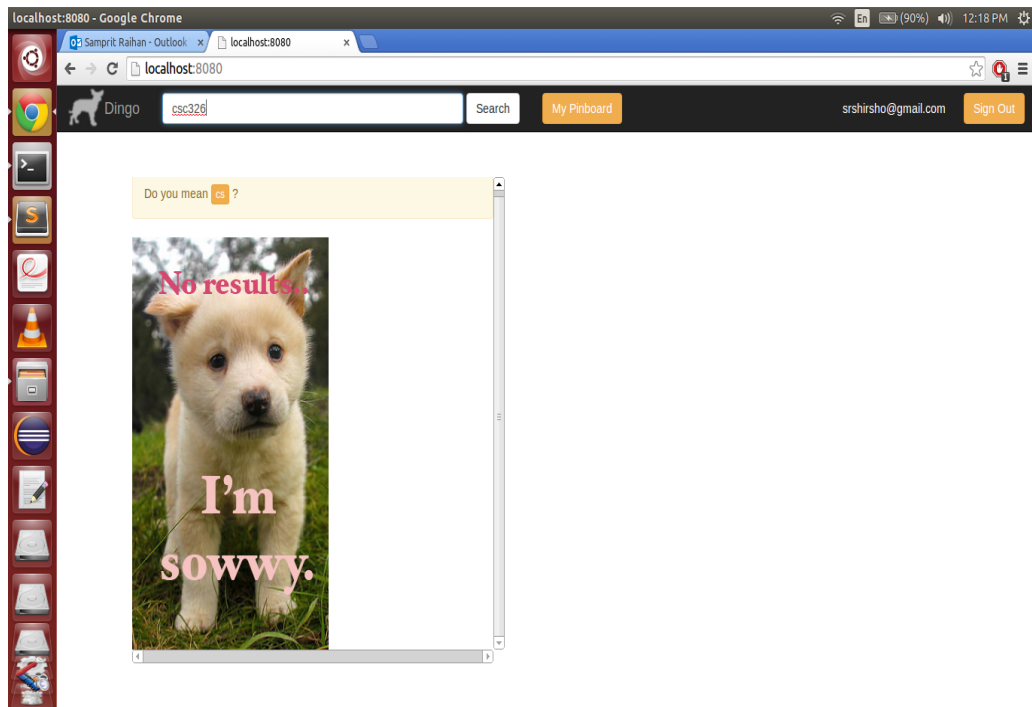 localhost:8080 - Google Chrome
En (90%) 12:18 PM
Samprit Raihan - Outlook x localhost:8080 x
localhost:8080
Dingo csc326 Search My Pinboard srshirsho@gmail.com Sign Out
Do you mean cs ?
No results..
I'm
sowwy.